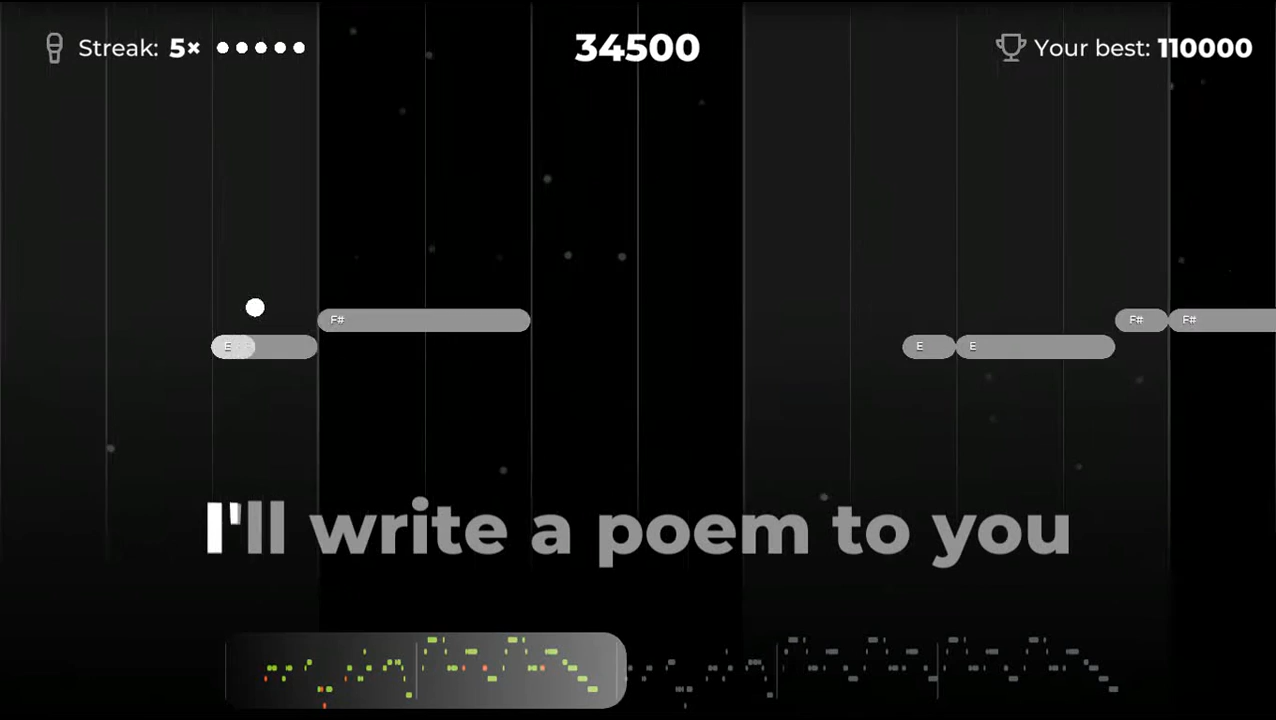 Streak: 5× 34500 Your best: 110000
F# F# F#
E E E
I'll write a poem to you